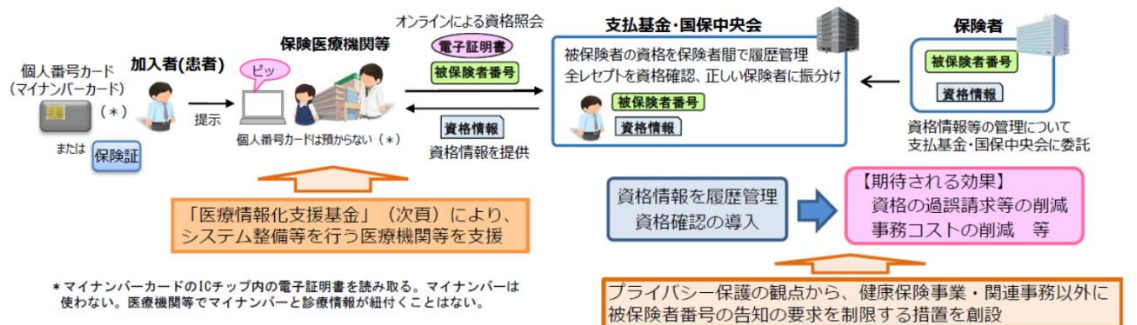 オンラインによる資格照会
支払基金・国保中央会
保険者
保険医療機関等
電子証明書
被保険者番号
加入者(患者)
個人番号カード
(マイナンバーカード)
(*)
または
保険証
提示
ピッ
個人番号カードは預からない(*)
資格情報
資格情報を提供
被保険者の資格を保険者間で履歴管理
全レセプトを資格確認、正しい保険者に振分け
被保険者番号
資格情報
被保険者番号
資格情報
資格情報等の管理について
支払基金・国保中央会に委託
「医療情報化支援基金」(次頁)により、
システム整備等を行う医療機関等を支援
資格情報を履歴管理
資格確認の導入
【期待される効果】
資格の過誤請求等の削減
事務コストの削減 等
*マイナンバーカードのICチップ内の電子証明書を読み取る。マイナンバーは
使わない。医療機関等でマイナンバーと診療情報が紐付くことはない。
プライバシー保護の観点から、健康保険事業・関連事務以外に
被保険者番号の告知の要求を制限する措置を創設